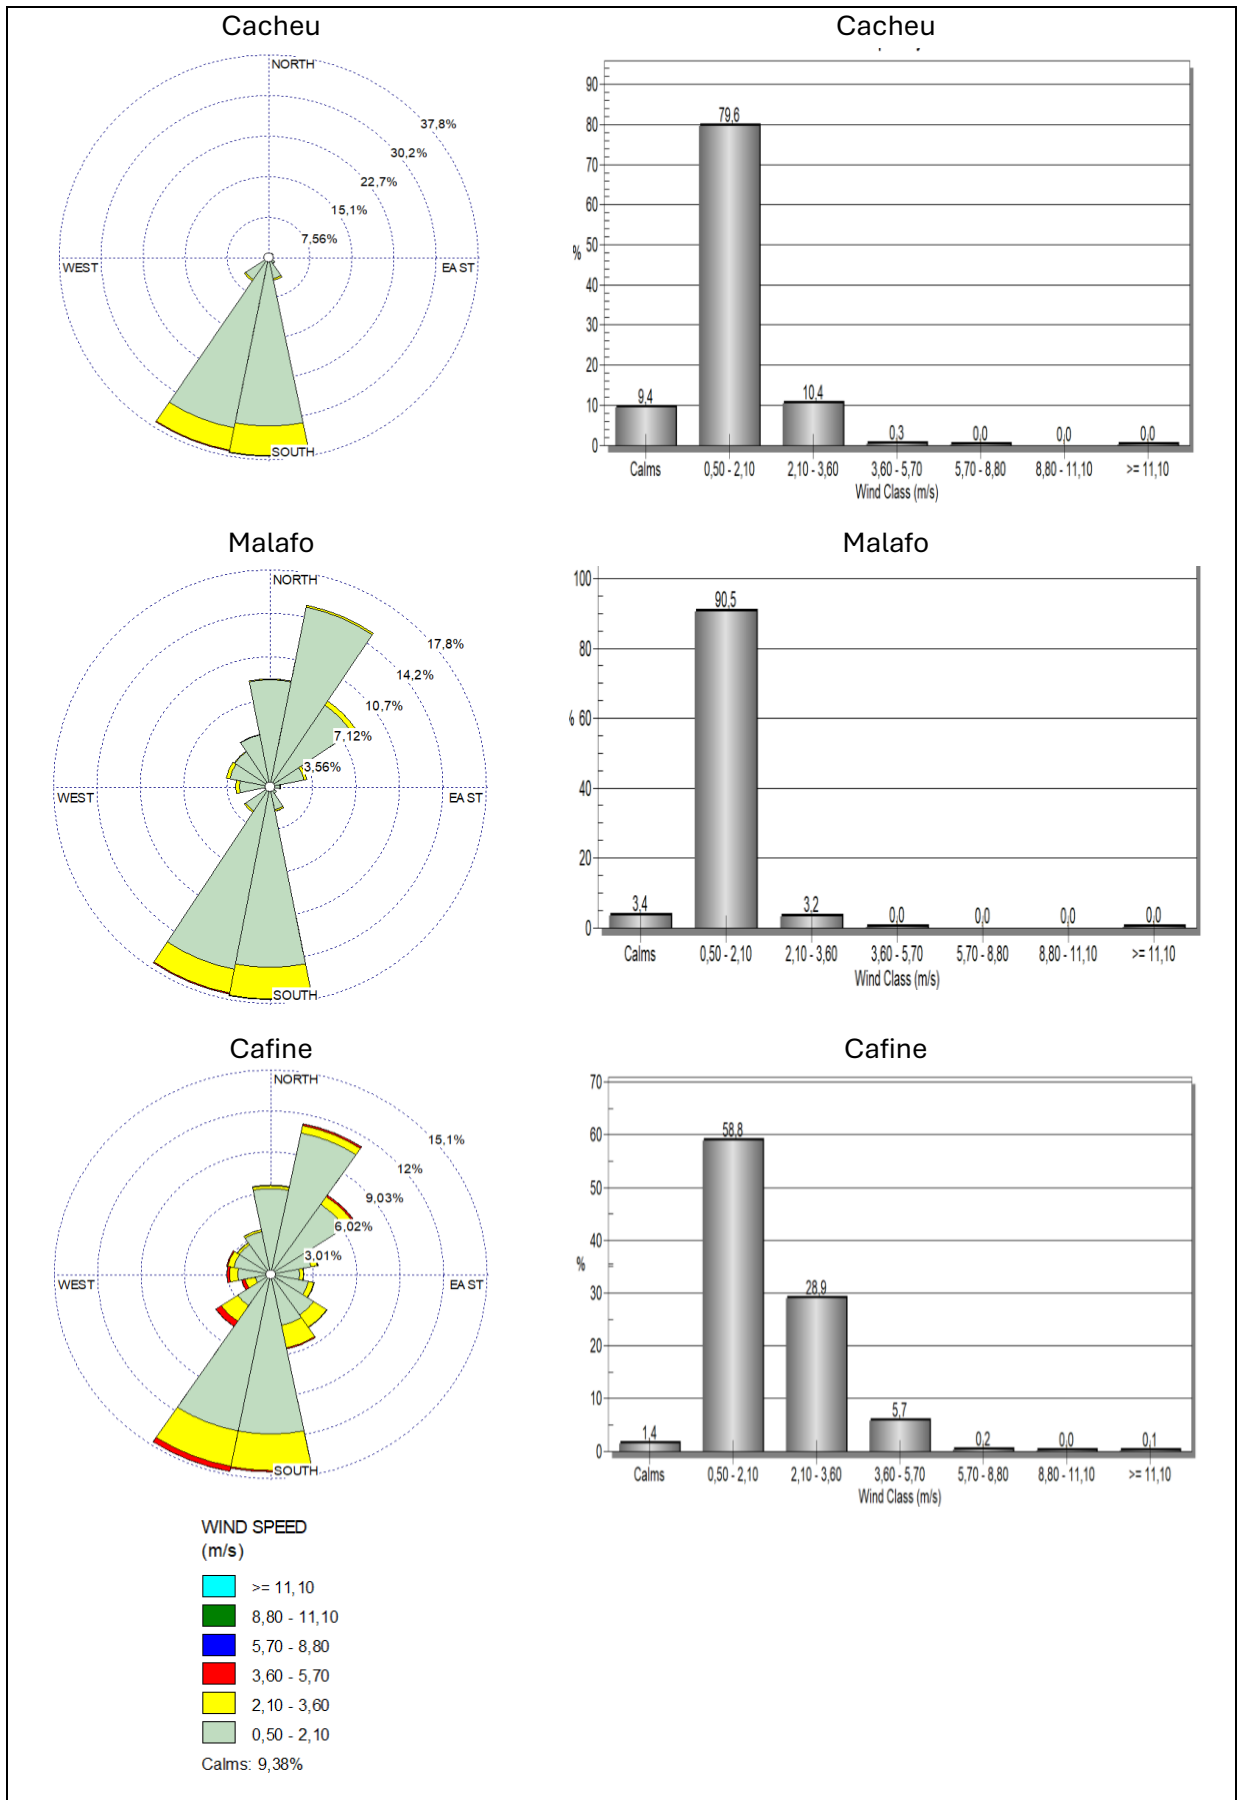 Cacheu
NORTH
37,8%
30,2%
22,7%
15,1%
7,56%
WEST
EAST
SOUTH
Cacheu
90
80
70
60
50
%
40
30
20
10
0
79,6
9,4
10,4
0,3
0,0
0,0
0,0
Calms 0,50 - 2,10 2,10 - 3,60 3,60 - 5,70 5,70 - 8,80 8,80 - 11,10 >= 11,10
Wind Class (m/s)
Malafo
NORTH
17,8%
14,2%
10,7%
7,12%
3,56%
WEST
EAST
SOUTH
Malafo
100
80
60
40
20
0
90,5
3,4
3,2
0,0
0,0
0,0
0,0
Calms 0,50 - 2,10 2,10 - 3,60 3,60 - 5,70 5,70 - 8,80 8,80 - 11,10 >= 11,10
Wind Class (m/s)
Cafine
NORTH
15,1%
12%
9,03%
6,02%
3,01%
WEST
EAST
SOUTH
Cafine
70
60
50
40
%
30
20
10
0
58,8
28,9
1,4
5,7
0,2
0,0
0,1
Calms 0,50 - 2,10 2,10 - 3,60 3,60 - 5,70 5,70 - 8,80 8,80 - 11,10 >= 11,10
Wind Class (m/s)
WIND SPEED
(m/s)
>= 11,10
8,80 - 11,10
5,70 - 8,80
3,60 - 5,70
2,10 - 3,60
0,50 - 2,10
Calms: 9,38%